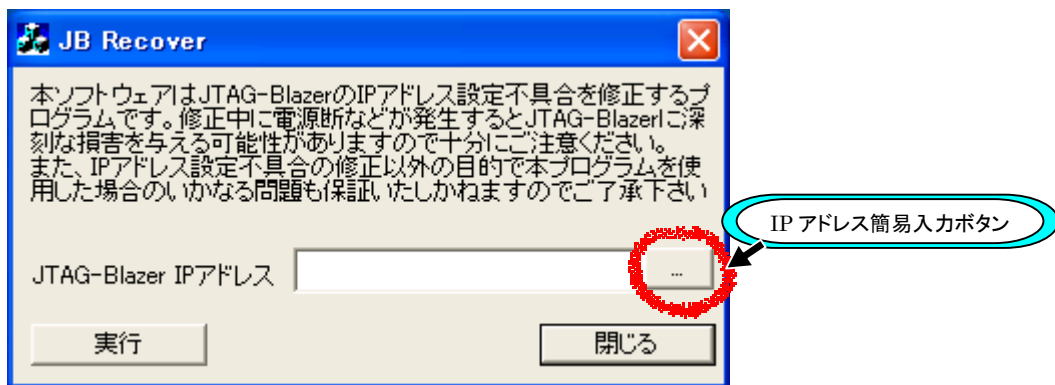 JB Recover
本ソフトウェアはJTAG-BlazerのIPアドレス設定不具合を修正するプ
ログラムです。修正中に電源断などが発生するとJTAG-Blazerに深
刻な損害を与える可能性がありますので十分にご注意ください。
また、IPアドレス設定不具合の修正以外の目的で本プログラムを使
用した場合のいかなる問題も保証いたしかねますのでご了承下さい
IP アドレス簡易入力ボタン
JTAG-Blazer IPアドレス
...
実行
閉じる